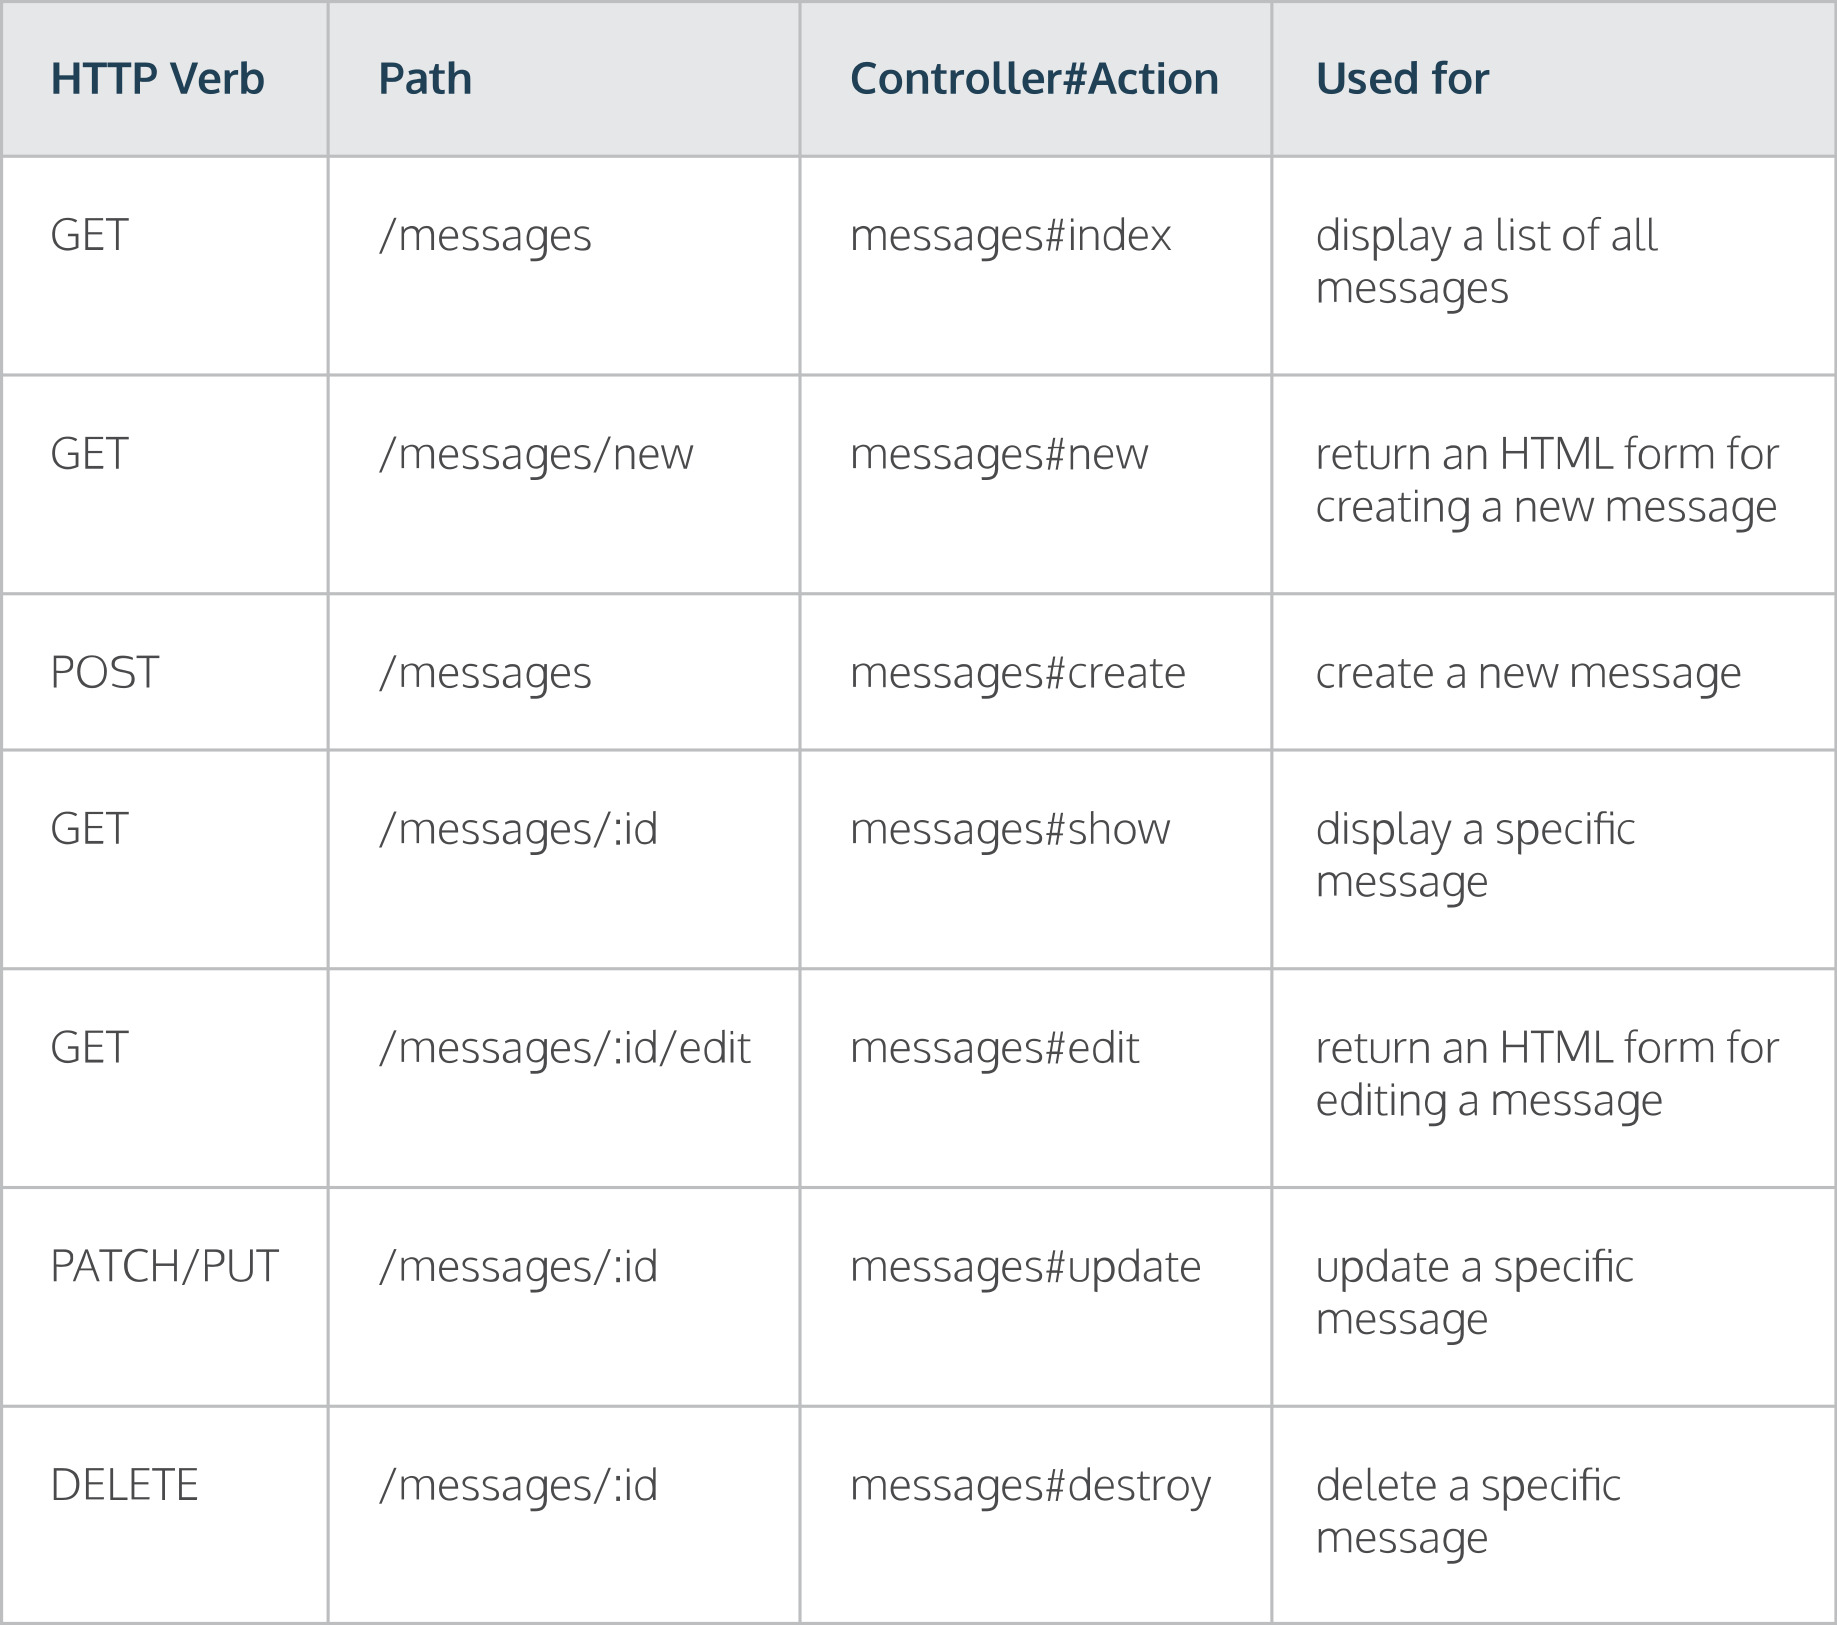 HTTP Verb Path Controller#Action Used for
GET /messages messages#index display a list of all
messages
GET /messages/new messages#new return an HTML form for
creating a new message
POST /messages messages#create create a new message
GET /messages/:id messages#show display a specific
message
GET /messages/:id/edit messages#edit return an HTML form for
editing a message
PATCH/PUT /messages/:id messages#update update a specific
message
DELETE /messages/:id messages#destroy delete a specific
message